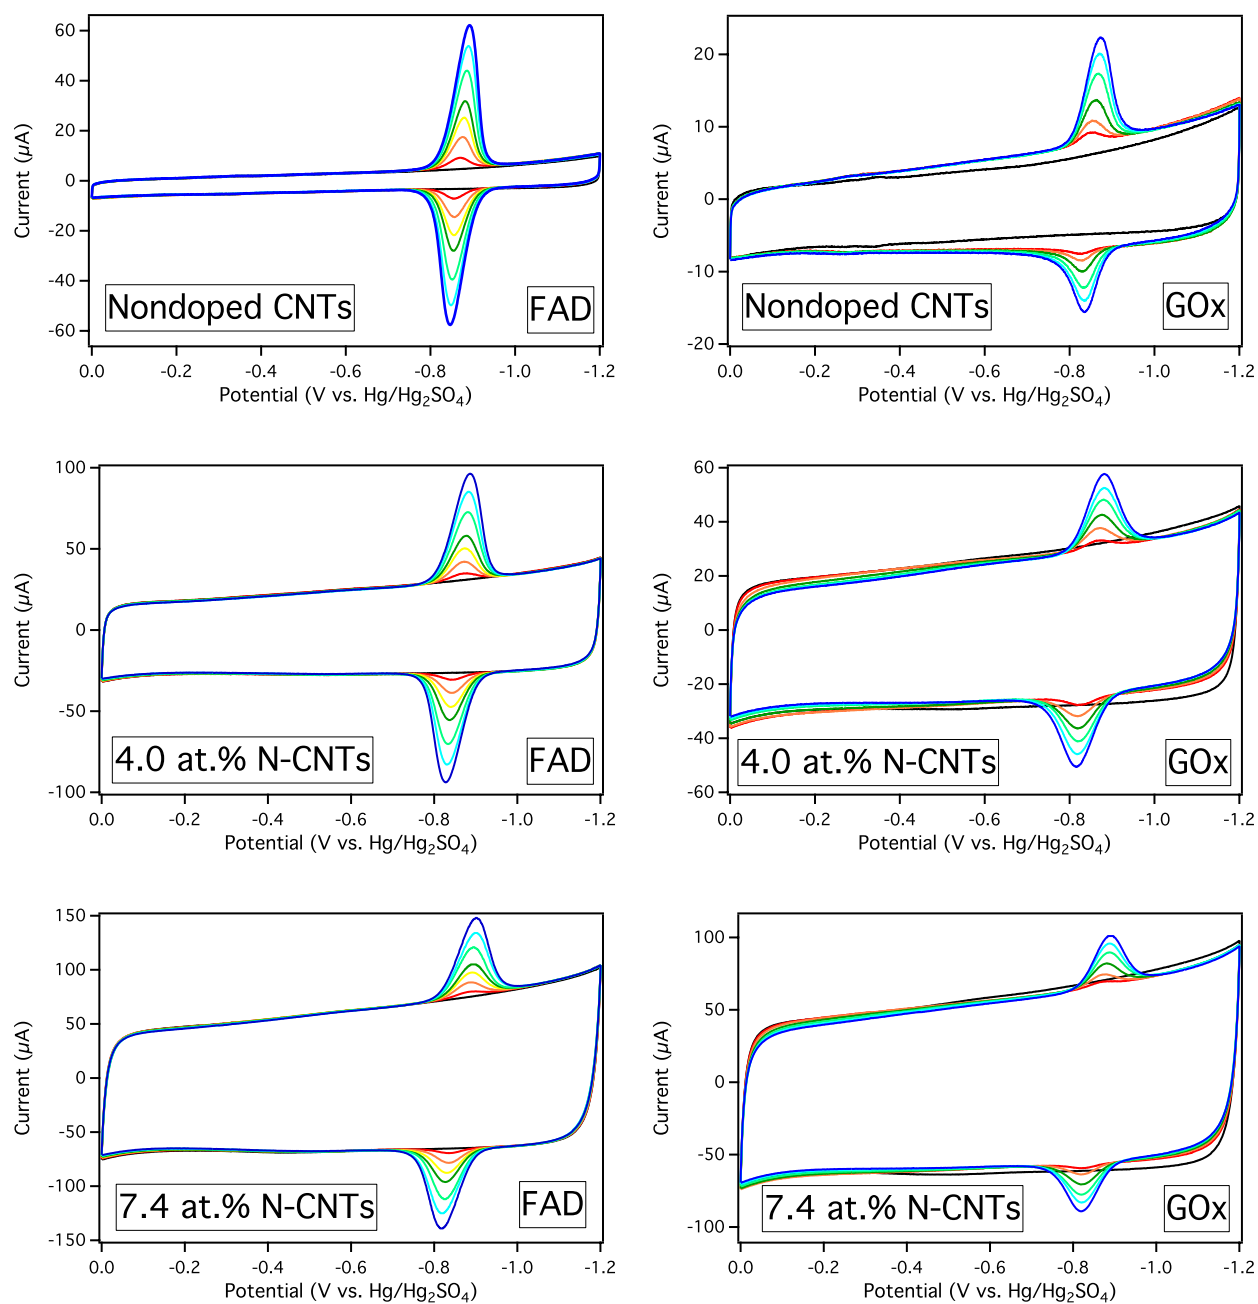 60
40
20
0
-20
-40
-60
Current (µA)
Nondoped CNTs
FAD
0.0 -0.2 -0.4 -0.6 -0.8 -1.0 -1.2
Potential (V vs. Hg/Hg₂SO₄)
20
10
0
-10
-20
Current (µA)
Nondoped CNTs
GOx
0.0 -0.2 -0.4 -0.6 -0.8 -1.0 -1.2
Potential (V vs. Hg/Hg₂SO₄)
100
50
0
-50
-100
Current (µA)
4.0 at.% N-CNTs
FAD
0.0 -0.2 -0.4 -0.6 -0.8 -1.0 -1.2
Potential (V vs. Hg/Hg₂SO₄)
60
40
20
0
-20
-40
-60
Current (µA)
4.0 at.% N-CNTs
GOx
0.0 -0.2 -0.4 -0.6 -0.8 -1.0 -1.2
Potential (V vs. Hg/Hg₂SO₄)
150
100
50
0
-50
-100
-150
Current (µA)
7.4 at.% N-CNTs
FAD
0.0 -0.2 -0.4 -0.6 -0.8 -1.0 -1.2
Potential (V vs. Hg/Hg₂SO₄)
100
50
0
-50
-100
Current (µA)
7.4 at.% N-CNTs
GOx
0.0 -0.2 -0.4 -0.6 -0.8 -1.0 -1.2
Potential (V vs. Hg/Hg₂SO₄)